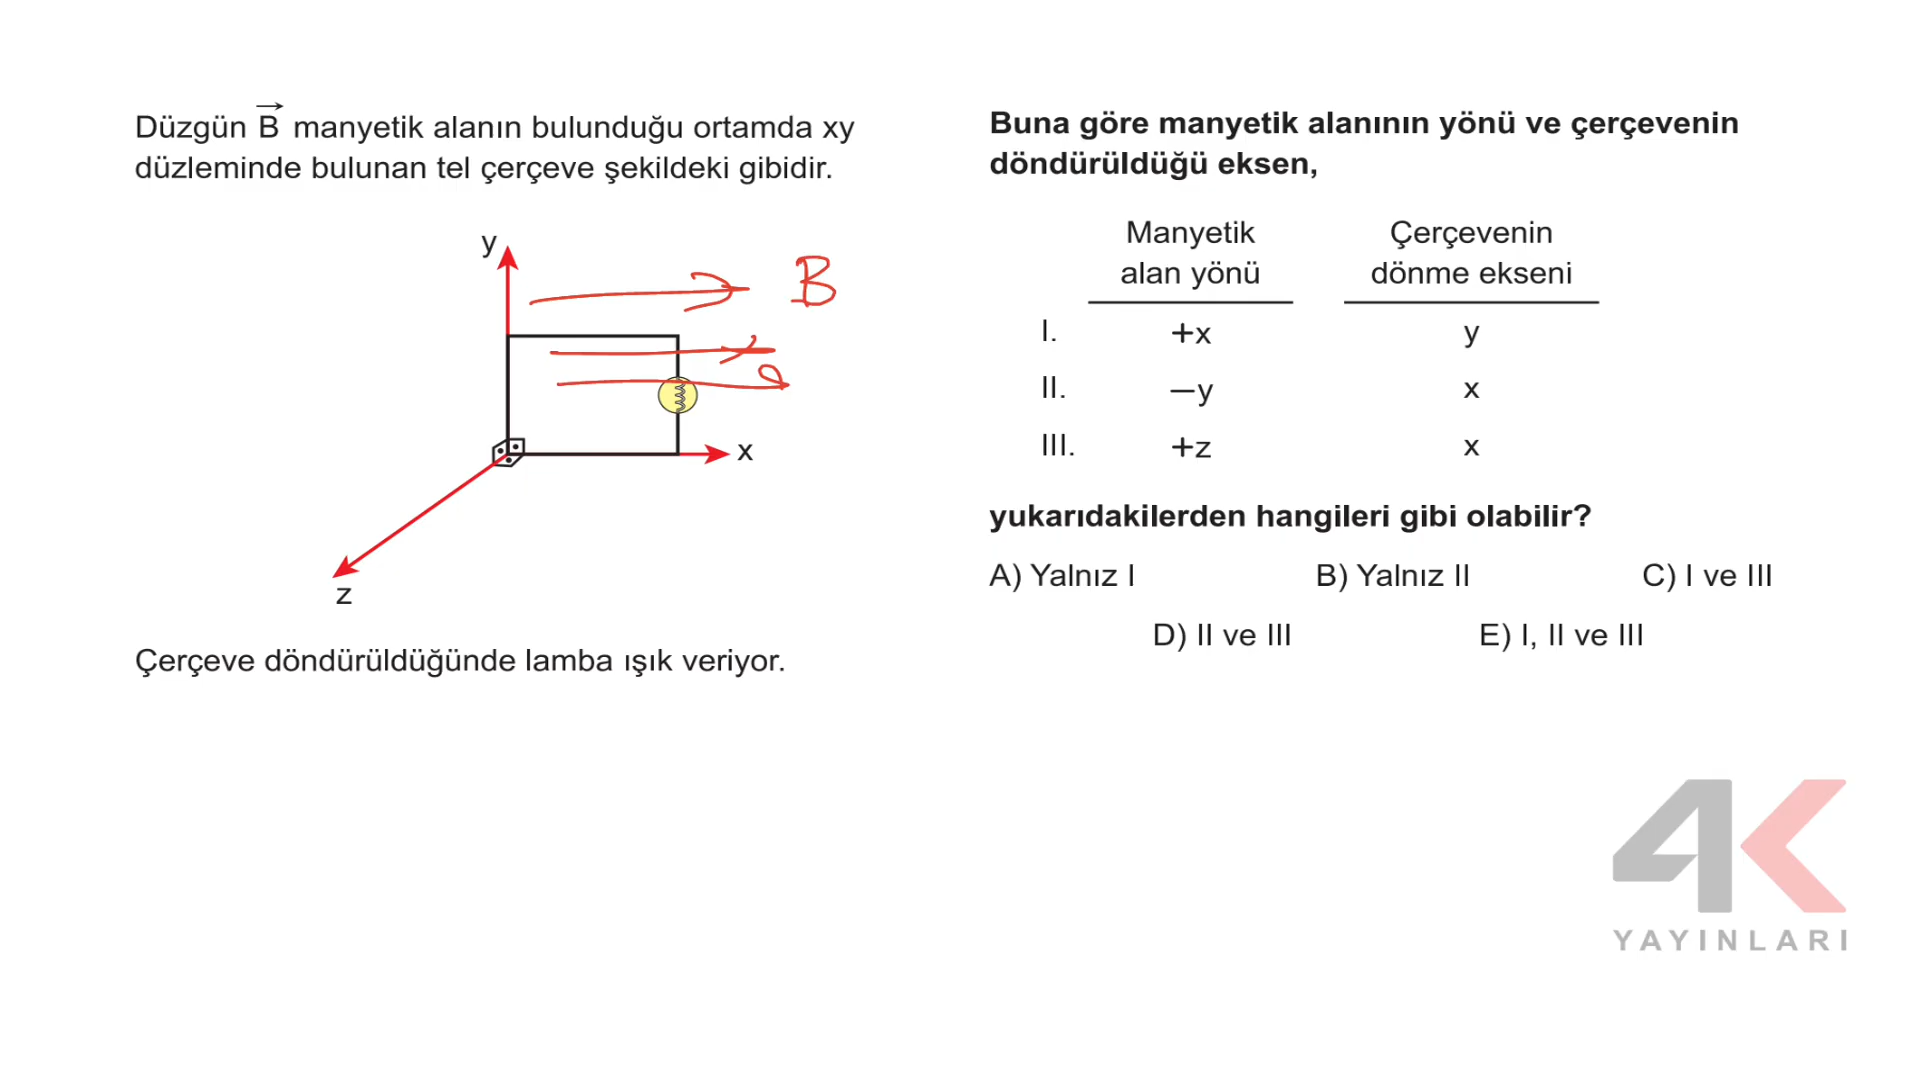 Düzgün B manyetik alanın bulunduğu ortamda xy
düzleminde bulunan tel çerçeve şekildeki gibidir.
y
B
x
z
Çerçeve döndürüldüğünde lamba ışık veriyor.
Buna göre manyetik alanının yönü ve çerçevenin
döndürüldüğü eksen,
Manyetik alan yönü Çerçevenin dönme ekseni
I. +x y
II. –y x
III. +z x
yukarıdakilerden hangileri gibi olabilir?
A) Yalnız I B) Yalnız II C) I ve III
D) II ve III E) I, II ve III
4K
YAYINLARI